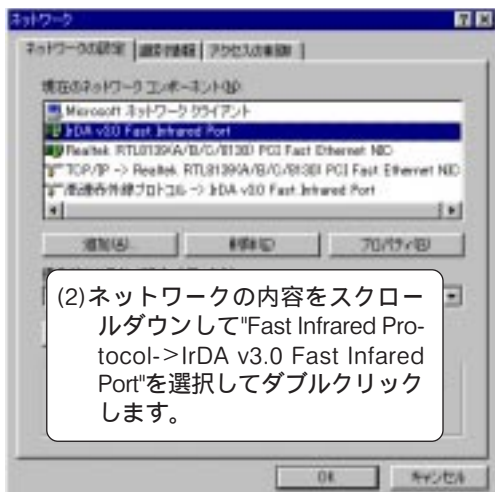 ネットワーク
ネットワークの設定 識別情報 アクセスの制御
現在のネットワーク コンポーネント(N):
Microsoft ネットワーク クライアント
IrDA v3.0 Fast Infrared Port
Realtek RTL8139(A/B/C/8130) PCI Fast Ethernet NIC
TCP/IP -> Realtek RTL8139(A/B/C/8130) PCI Fast Ethernet NIC
高速赤外線プロトコル -> IrDA v3.0 Fast Infrared Port
追加(A)... 削除(E) プロパティ(R)
(2)ネットワークの内容をスクロー
ルダウンして"Fast Infrared Pro-
tocol->IrDA v3.0 Fast Infared
Port"を選択してダブルクリック
します。
OK キャンセル